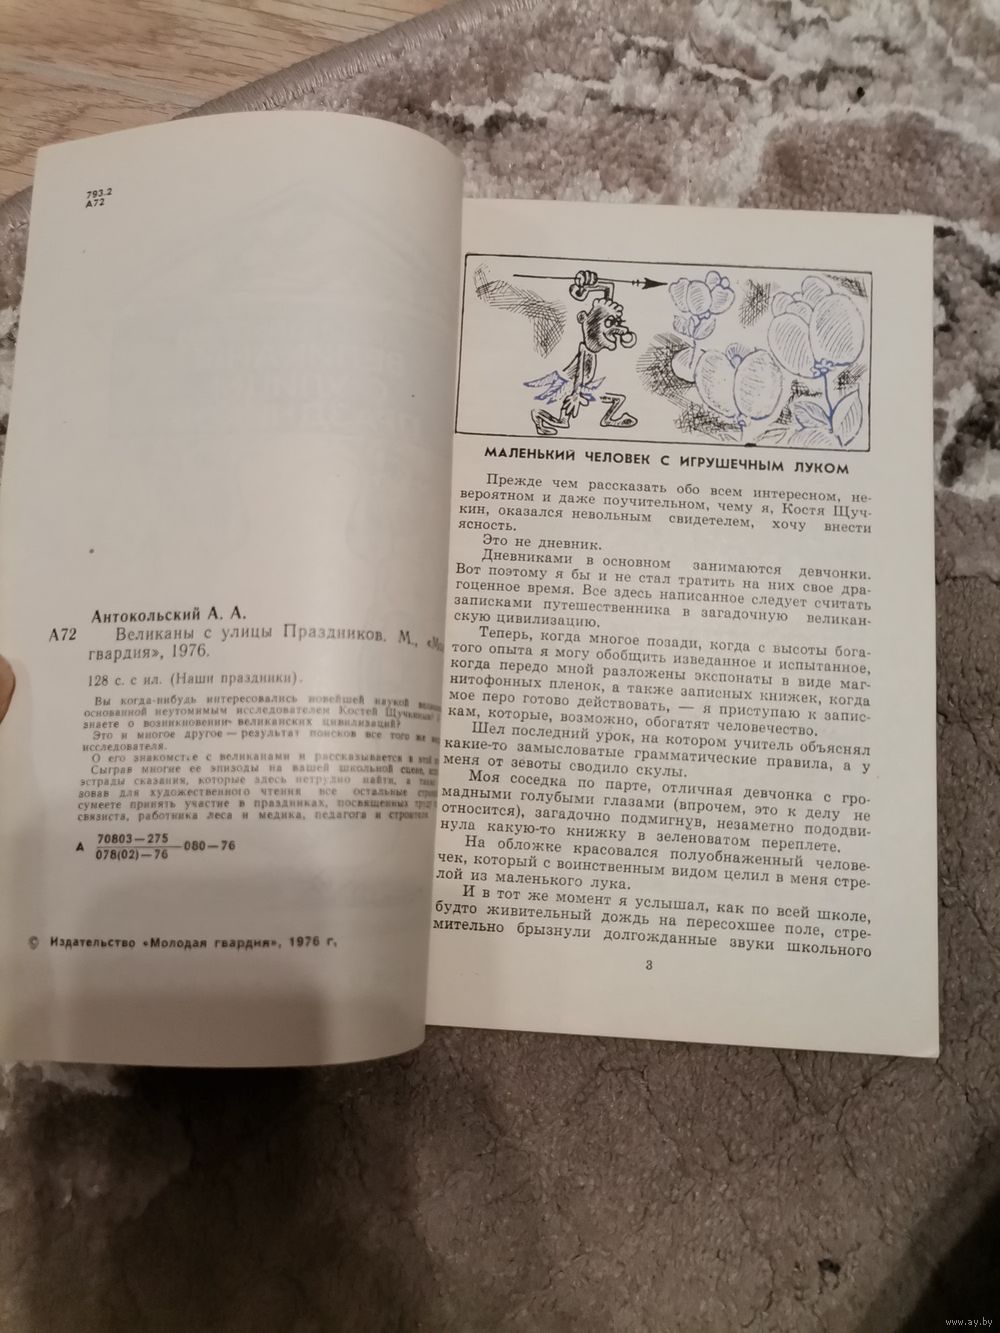 793.2
А72
Антокольский А. А.
А72 Великаны с улицы Праздников. М.,
гвардия», 1976.
128 с. с ил. (Наши праздники).
Вы когда-нибудь интересовались новейшей наукой
основанной неутомимым исследователем Костей Щучкиным?
знаете о возникновении великанских цивилизаций?
Это и многое другое — результат поисков все того же
исследователя.
О его знакомстве с великанами и рассказывается в этой
Сыграв многие ее эпизоды на вашей школьной сцене,
эстрады сказания, которые здесь нетрудно найти, а
зовав для художественного чтения все остальные
сумеете принять участие в праздниках, посвященных
связиста, работника леса и медика, педагога и
А 70803—275
078(02)—76 080—76
© Издательство «Молодая гвардия», 1976 г.
МАЛЕНЬКИЙ ЧЕЛОВЕК С ИГРУШЕЧНЫМ ЛУКОМ
Прежде чем рассказать обо всем интересном, не-
вероятном и даже поучительном, чему я, Костя Щуч-
кин, оказался невольным свидетелем, хочу внести
ясность.
Это не дневник.
Дневниками в основном занимаются девчонки.
Вот поэтому я бы и не стал тратить на них свое дра-
гоценное время. Все здесь написанное следует считать
записками путешественника в загадочную великан-
скую цивилизацию.
Теперь, когда многое позади, когда с высоты бога-
того опыта я могу обобщить изведанное и испытанное,
когда передо мной разложены экспонаты в виде маг-
нитофонных пленок, а также записных книжек, когда
мое перо готово действовать, — я приступаю к запис-
кам, которые, возможно, обогатят человечество.
Шел последний урок, на котором учитель объяснял
какие-то замысловатые грамматические правила, а у
меня от зевоты сводило скулы.
Моя соседка по парте, отличная девчонка с гро-
мадными голубыми глазами (впрочем, это к делу не
относится), загадочно подмигнув, незаметно пододви-
нула какую-то книжку в зеленоватом переплете.
На обложке красовался полуобнаженный челове-
чек, который с воинственным видом целил в меня стре-
лой из маленького лука.
И в тот же момент я услышал, как по всей школе,
будто живительный дождь на пересохшее поле, стре-
мительно брызнули долгожданные звуки школьного
3
www.ay.by